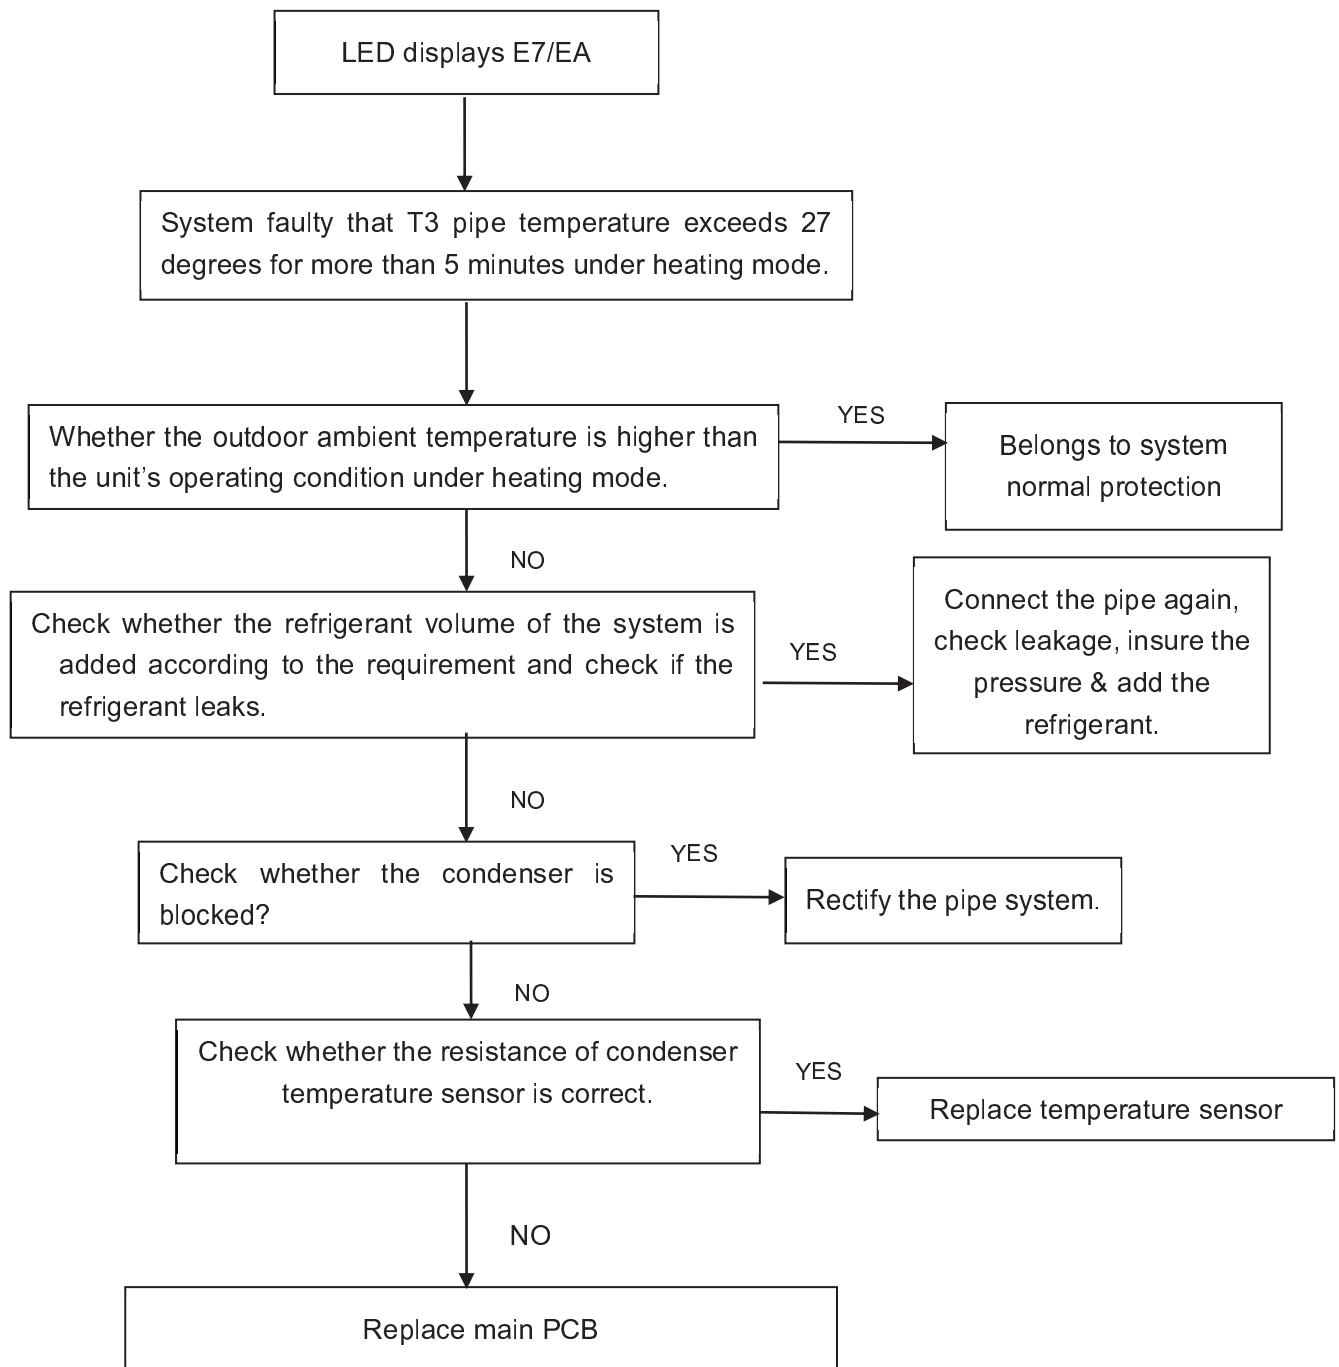 LED displays E7/EA
System faulty that T3 pipe temperature exceeds 27
degrees for more than 5 minutes under heating mode.
Whether the outdoor ambient temperature is higher than
the unit’s operating condition under heating mode.
YES
Belongs to system
normal protection
NO
Check whether the refrigerant volume of the system is
added according to the requirement and check if the
refrigerant leaks.
YES
Connect the pipe again,
check leakage, insure the
pressure & add the
refrigerant.
NO
Check whether the condenser is
blocked?
YES
Rectify the pipe system.
NO
Check whether the resistance of condenser
temperature sensor is correct.
YES
Replace temperature sensor
NO
Replace main PCB